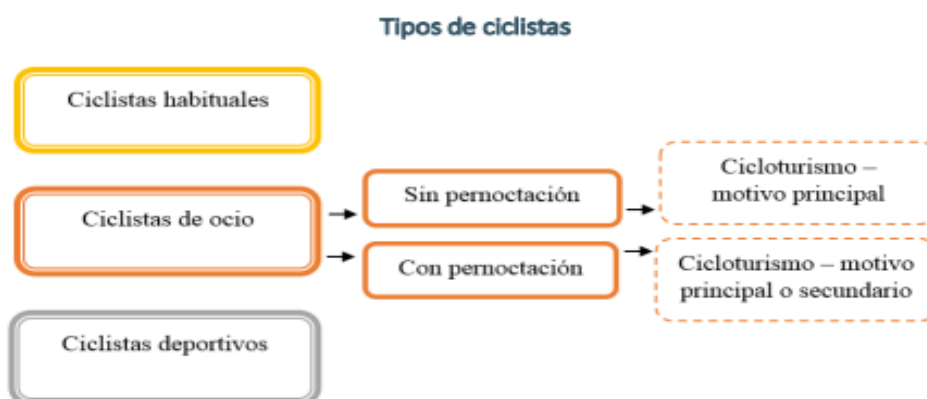 Tipos de ciclistas
Ciclistas habituales
Ciclistas de ocio
Sin pernoctación
Cicloturismo –
motivo principal
Con pernoctación
Cicloturismo – motivo
principal o secundario
Ciclistas deportivos